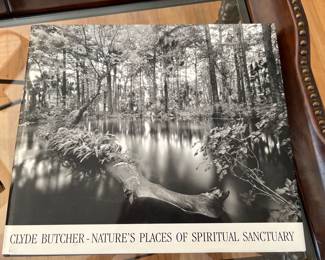 CLYDE BUTCHER - NATURE'S PLACES OF SPIRITUAL SANCTUARY